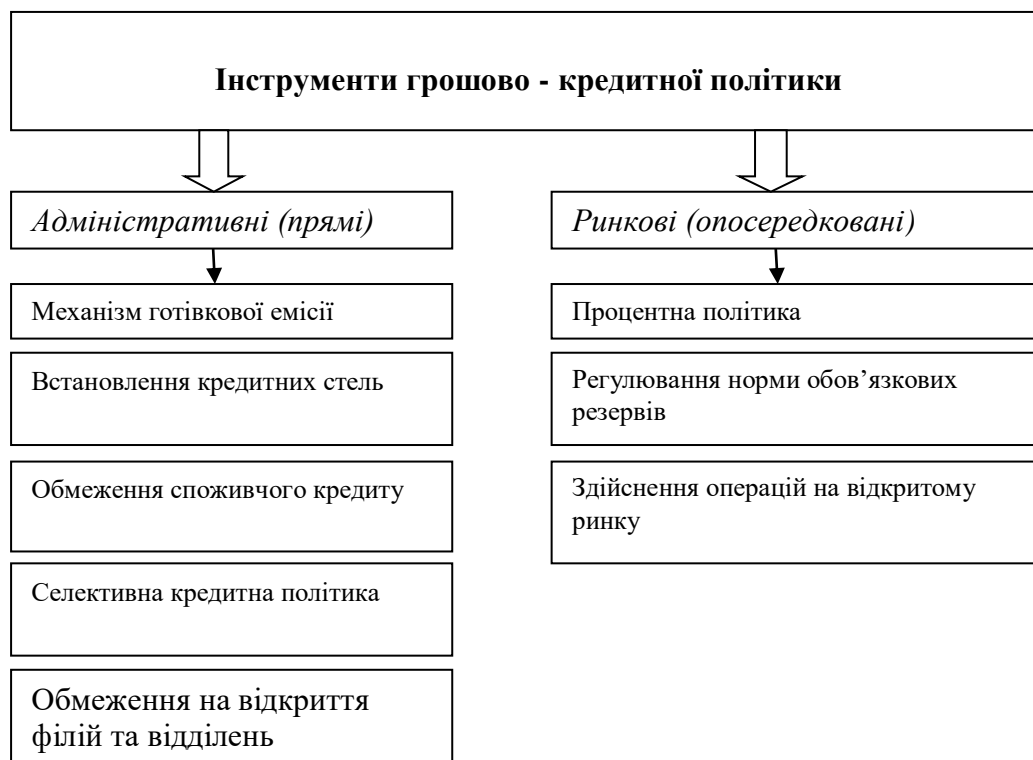 Інструменти грошово - кредитної політики
Адміністративні (прямі)
Механізм готівкової емісії
Встановлення кредитних стель
Обмеження споживчого кредиту
Селективна кредитна політика
Обмеження на відкриття
філій та відділень
Ринкові (опосередковані)
Процентна політика
Регулювання норми обов’язкових
резервів
Здійснення операцій на відкритому
ринку